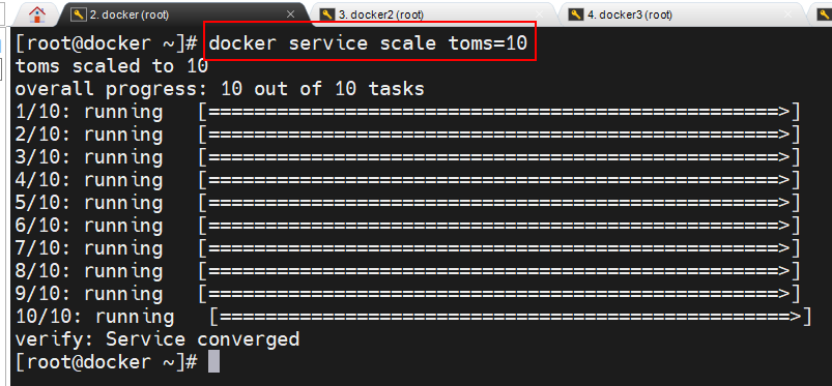 2. docker (root)
3. docker2 (root)
4. docker3 (root)
[root@docker ~]# docker service scale toms=10
toms scaled to 10
overall progress: 10 out of 10 tasks
1/10: running   [==================================================>]
2/10: running   [==================================================>]
3/10: running   [==================================================>]
4/10: running   [==================================================>]
5/10: running   [==================================================>]
6/10: running   [==================================================>]
7/10: running   [==================================================>]
8/10: running   [==================================================>]
9/10: running   [==================================================>]
10/10: running   [==================================================>]
verify: Service converged
[root@docker ~]#